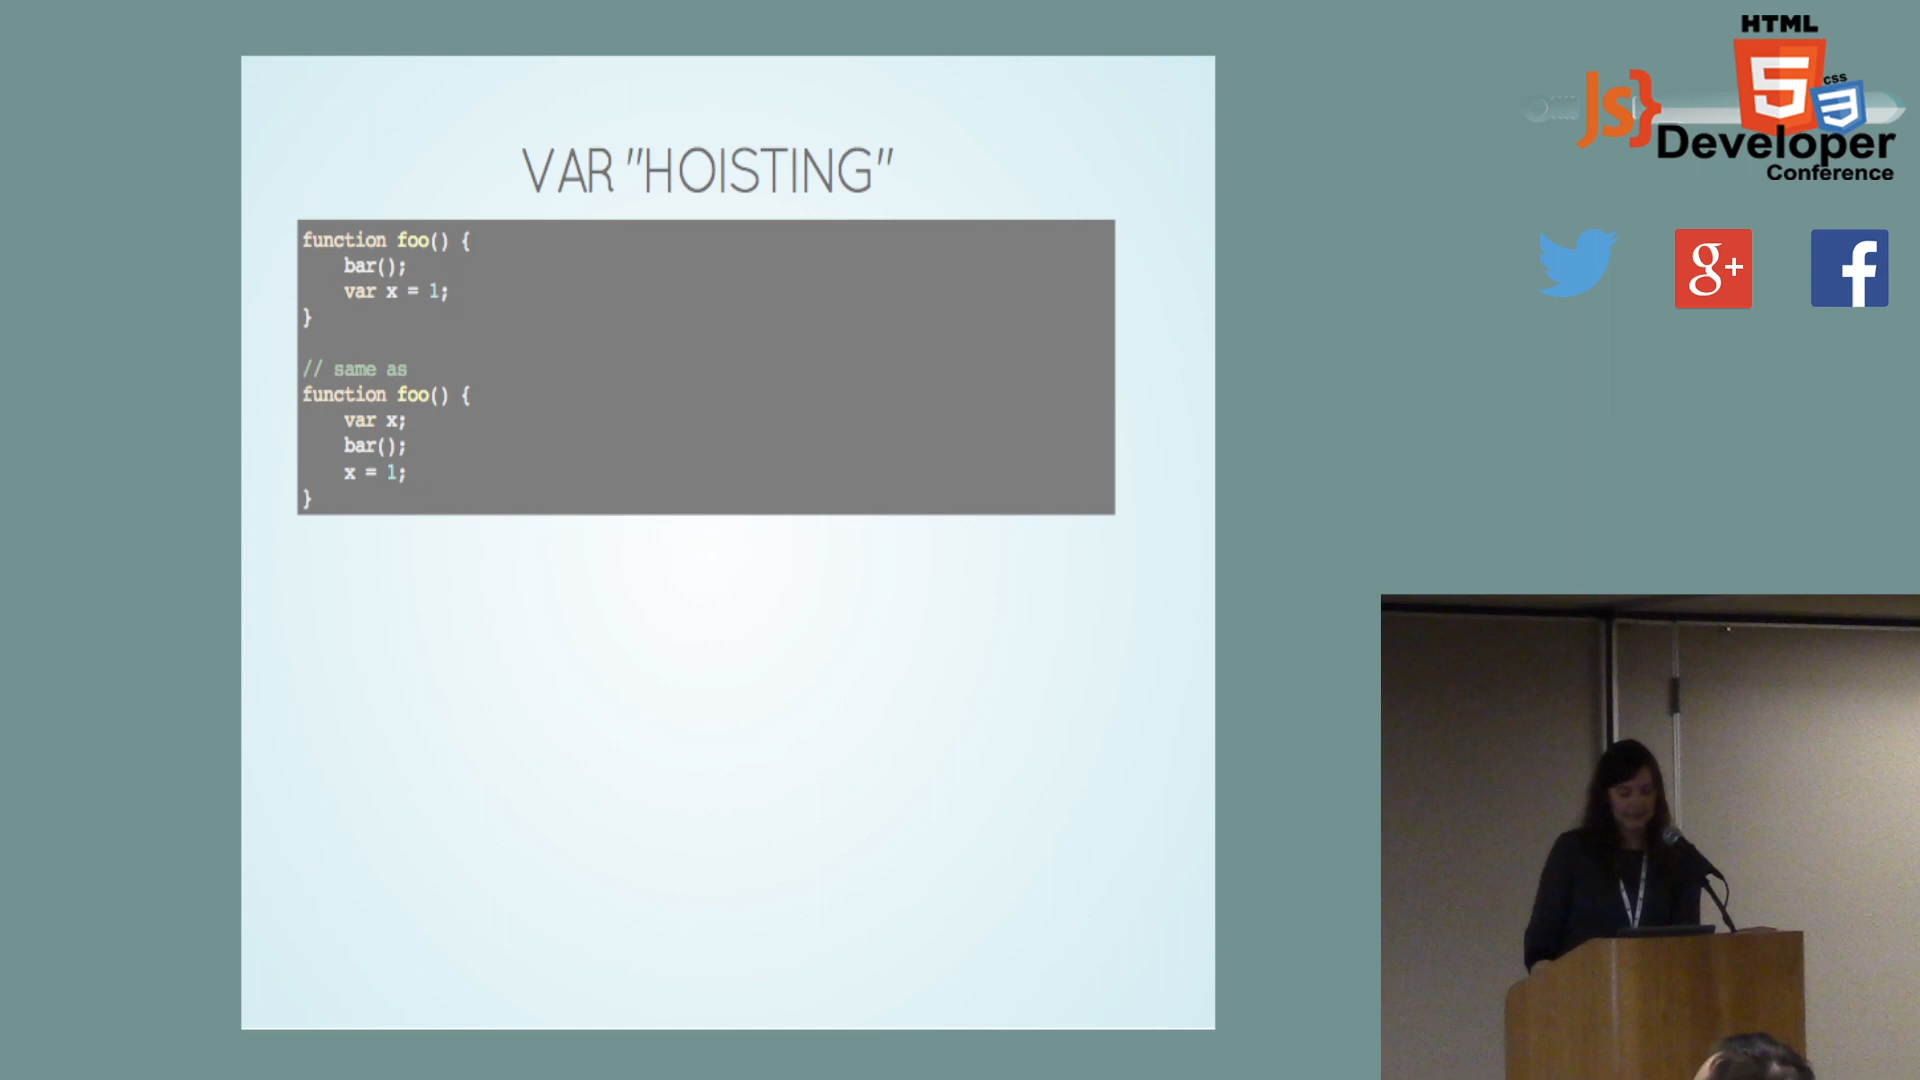 VAR "HOISTING"
function foo() {
    bar();
    var x = 1;
}
// same as
function foo() {
    var x;
    bar();
    x = 1;
}
HTML
5
CSS
3
JS}
Developer
Conference
g+
f